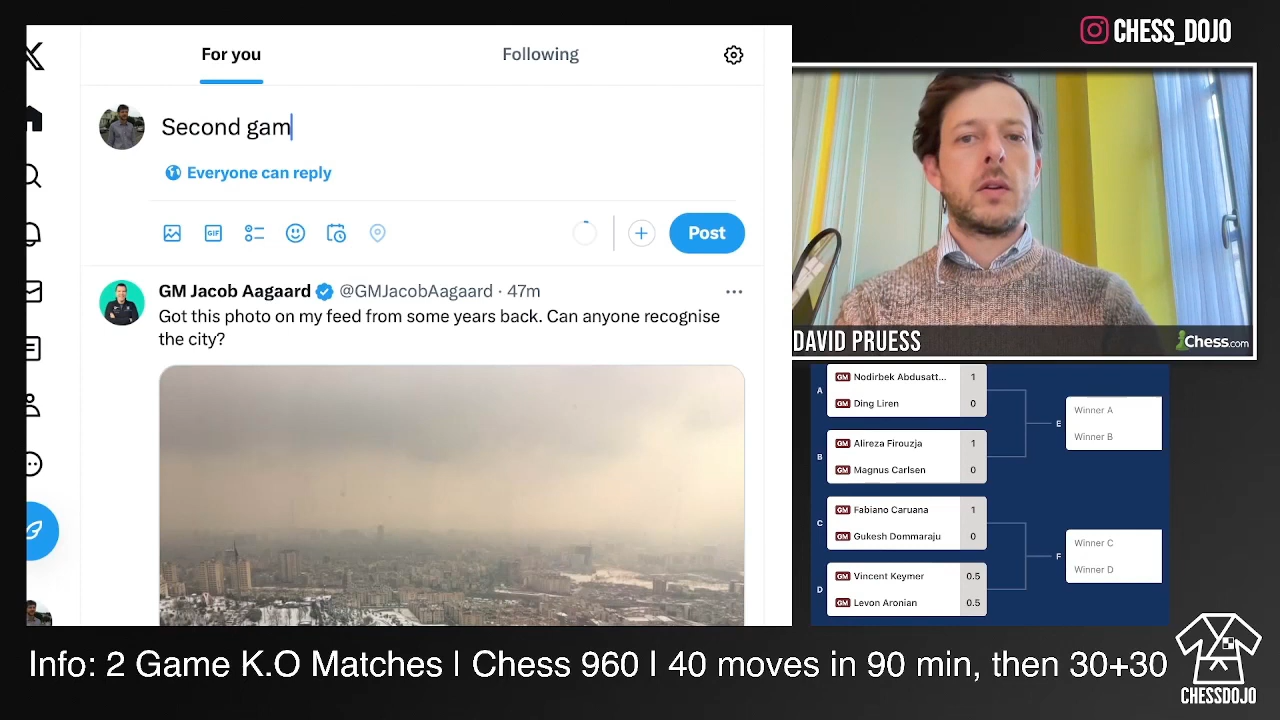 CHESS_DOJO
For you
Following
Second gam
Everyone can reply
GIF
Post
GM Jacob Aagaard @GMJacobAagaard · 47m
Got this photo on my feed from some years back. Can anyone recognise
the city?
DAVID PRUESS
Chess.com
A
GM Nodirbek Abdusatt... 1
GM Ding Liren 0
B
GM Alireza Firouzja 1
GM Magnus Carlsen 0
C
GM Fabiano Caruana 1
GM Gukesh Dommaraju 0
D
GM Vincent Keymer 0.5
GM Levon Aronian 0.5
E
Winner A
Winner B
F
Winner C
Winner D
Info: 2 Game K.O Matches | Chess 960 | 40 moves in 90 min, then 30+30
CHESSDOJO